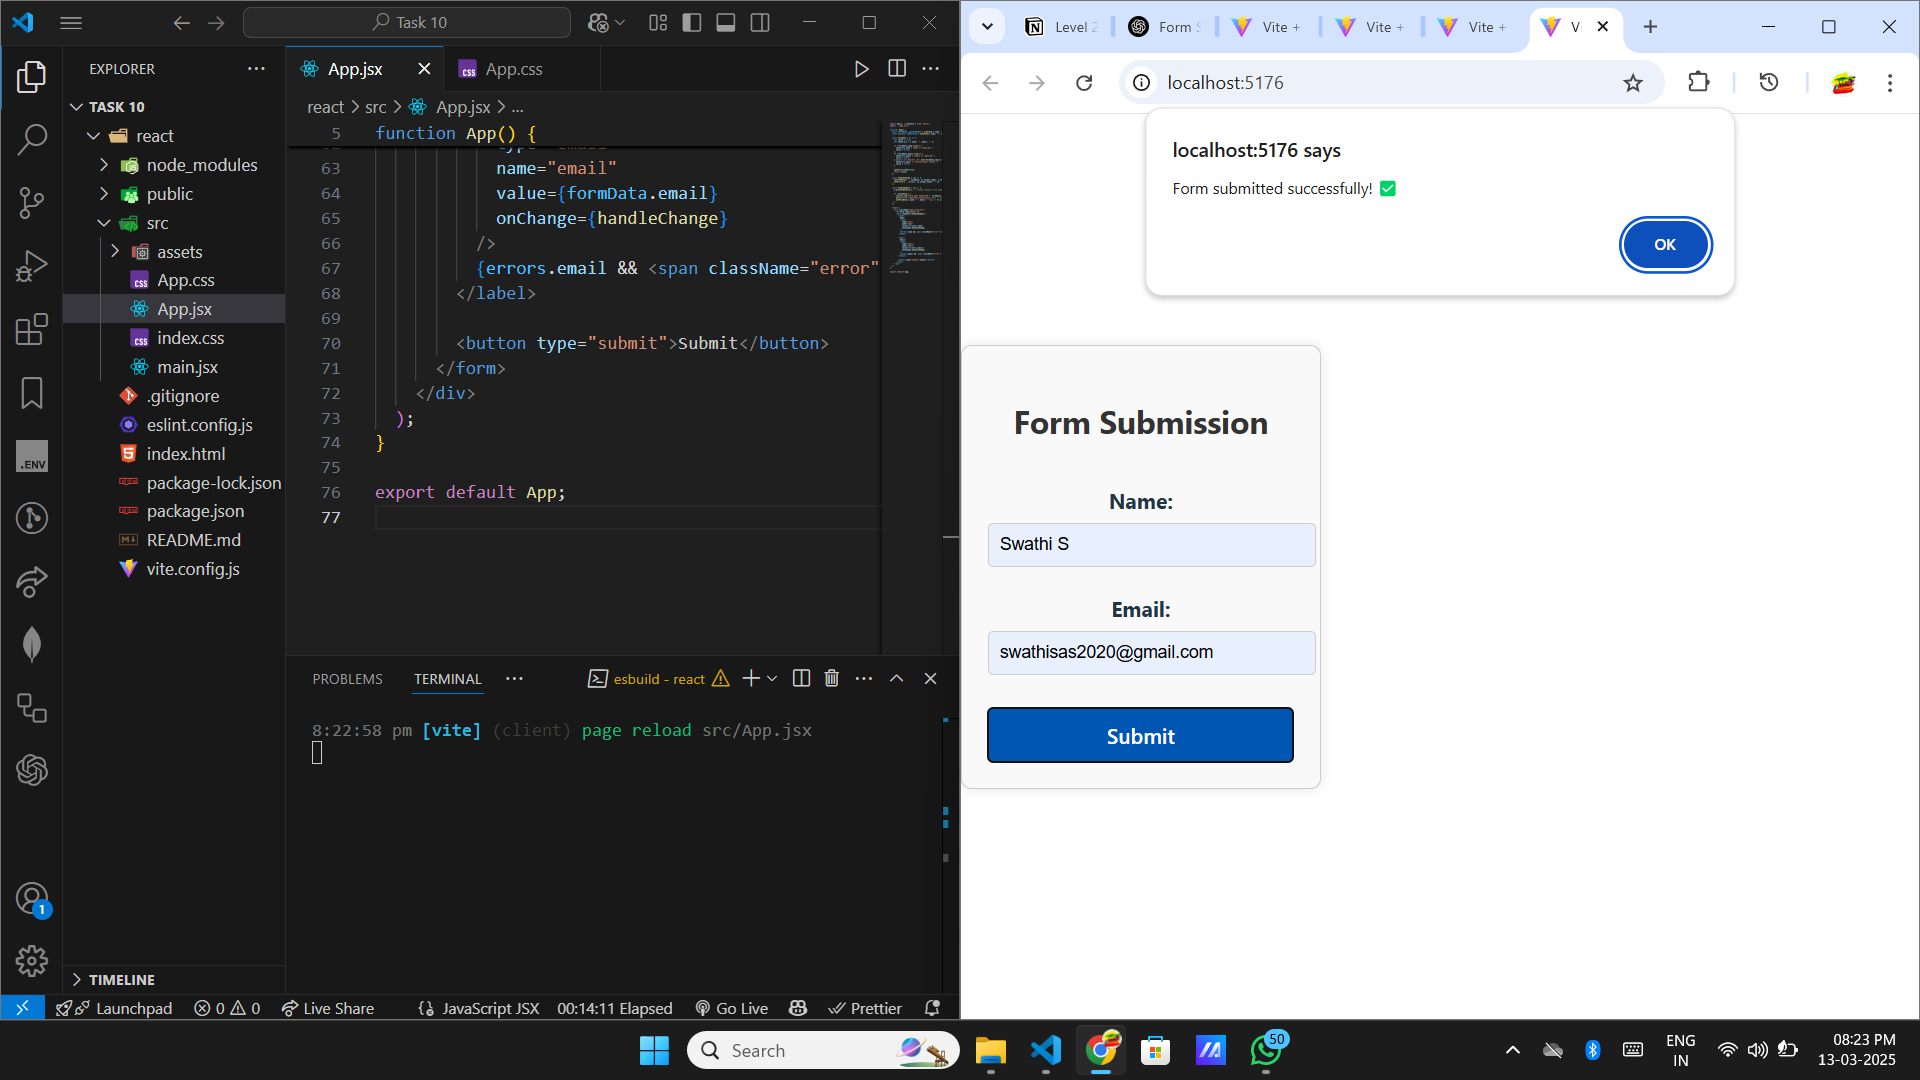 Task 10
EXPLORER
TASK 10
react
node_modules
public
src
assets
App.css
App.jsx
index.css
main.jsx
.gitignore
eslint.config.js
index.html
package-lock.json
package.json
README.md
vite.config.js
TIMELINE
App.jsx
App.css
react > src > App.jsx > ...
5 function App() {
63 name="email"
64 value={formData.email}
65 onChange={handleChange}
66 />
67 {errors.email && <span className="error"
68 </label>
69
70 <button type="submit">Submit</button>
71 </form>
72 </div>
73 );
74 }
75
76 export default App;
77
PROBLEMS TERMINAL
esbuild - react
8:22:58 pm [vite] (client) page reload src/App.jsx
Launchpad 0 0 Live Share JavaScript JSX 00:14:11 Elapsed Go Live Prettier
.ENV
1
Level 2
Form S
Vite +
Vite +
Vite +
V
localhost:5176
localhost:5176 says
Form submitted successfully! ✅
OK
Form Submission
Name:
Swathi S
Email:
swathisas2020@gmail.com
Submit
Search
50
ENG
IN
08:23 PM
13-03-2025